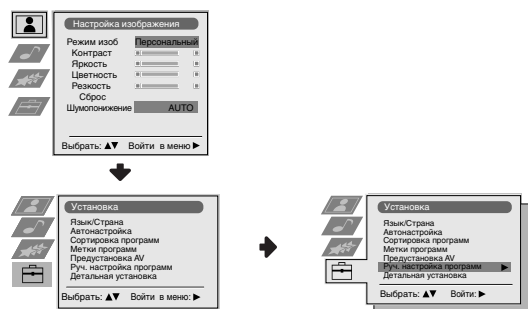 Настройка изображения
Режим изоб Персональный
Контраст
Яркость
Цветность
Резкость
Сброс
Шумопонижение AUTO
Выбрать: ▲▼ Войти в меню ▶
Установка
Язык/Страна
Автонастройка
Сортировка программ
Метки программ
Предустановка AV
Руч. настройка программ
Детальная установка
Выбрать: ▲▼ Войти в меню: ▶
Установка
Язык/Страна
Автонастройка
Сортировка программ
Метки программ
Предустановка AV
Руч. настройка программ ▶
Детальная установка
Выбрать: ▲▼ Войти: ▶